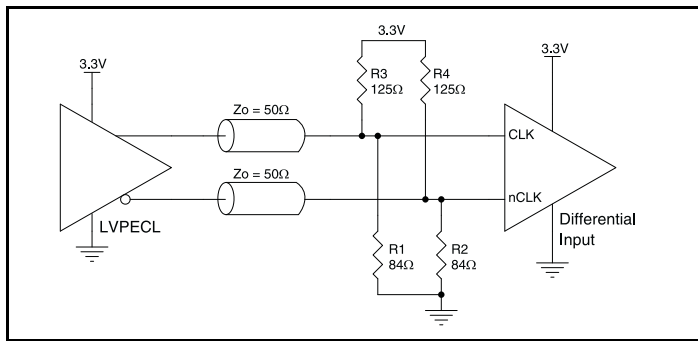 3.3V
3.3V
3.3V
R3
125Ω
R4
125Ω
Zo = 50Ω
CLK
Zo = 50Ω
nCLK
LVPECL
Differential
Input
R1
84Ω
R2
84Ω